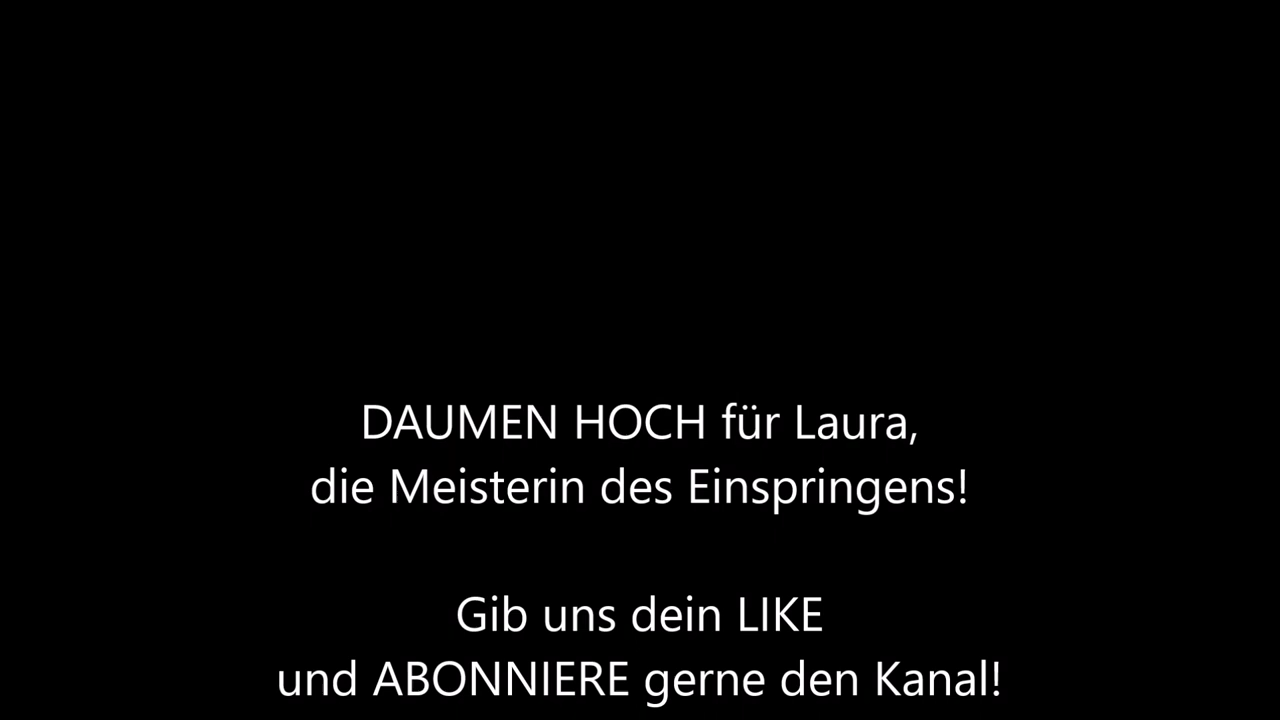 DAUMEN HOCH für Laura,
die Meisterin des Einspringens!
Gib uns dein LIKE
und ABONNIERE gerne den Kanal!